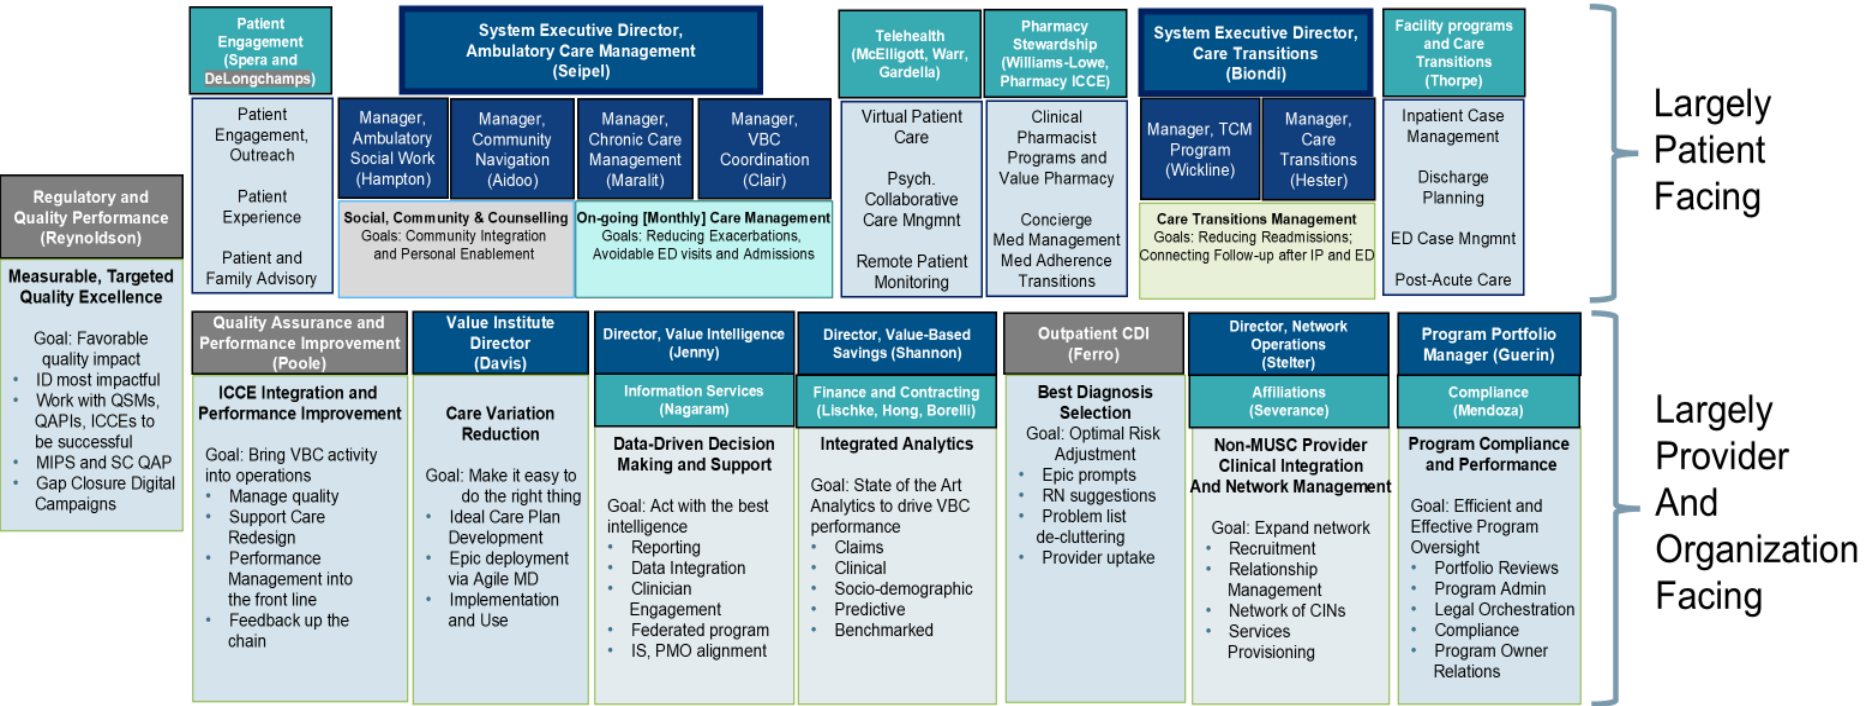 Patient
Engagement
(Spera and
DeLongchamps)
System Executive Director,
Ambulatory Care Management
(Seipel)
Telehealth
(McElligott, Warr,
Gardella)
Pharmacy
Stewardship
(Williams-Lowe,
Pharmacy ICCE)
System Executive Director,
Care Transitions
(Biondi)
Facility programs
and Care
Transitions
(Thorpe)
Patient
Engagement,
Outreach
Patient
Experience
Patient and
Family Advisory
Manager,
Ambulatory
Social Work
(Hampton)
Manager,
Community
Navigation
(Aidoo)
Manager,
Chronic Care
Management
(Maralit)
Manager,
VBC
Coordination
(Clair)
Social, Community & Counselling
Goals: Community Integration
and Personal Enablement
On-going [Monthly] Care Management
Goals: Reducing Exacerbations,
Avoidable ED visits and Admissions
Virtual Patient
Care
Psych.
Collaborative
Care Mngmnt
Remote Patient
Monitoring
Clinical
Pharmacist
Programs and
Value Pharmacy
Concierge
Med Management
Med Adherence
Transitions
Manager, TCM
Program
(Wickline)
Manager,
Care
Transitions
(Hester)
Care Transitions Management
Goals: Reducing Readmissions;
Connecting Follow-up after IP and ED
Inpatient Case
Management
Discharge
Planning
ED Case Mngmnt
Post-Acute Care
Largely
Patient
Facing
Regulatory and
Quality Performance
(Reynoldson)
Measurable, Targeted
Quality Excellence
Goal: Favorable
quality impact
• ID most impactful
• Work with QSMs,
QAPIs, ICCEs to
be successful
• MIPS and SC QAP
• Gap Closure Digital
Campaigns
Quality Assurance and
Performance Improvement
(Poole)
ICCE Integration and
Performance Improvement
Goal: Bring VBC activity
into operations
• Manage quality
• Support Care
Redesign
• Performance
Management into
the front line
• Feedback up the
chain
Value Institute
Director
(Davis)
Care Variation
Reduction
Goal: Make it easy to
do the right thing
• Ideal Care Plan
Development
• Epic deployment
via Agile MD
• Implementation
and Use
Director, Value Intelligence
(Jenny)
Information Services
(Nagaram)
Data-Driven Decision
Making and Support
Goal: Act with the best
intelligence
• Reporting
• Data Integration
• Clinician
Engagement
• Federated program
• IS, PMO alignment
Director, Value-Based
Savings (Shannon)
Finance and Contracting
(Lischke, Hong, Borelli)
Integrated Analytics
Goal: State of the Art
Analytics to drive VBC
performance
• Claims
• Clinical
• Socio-demographic
• Predictive
• Benchmarked
Outpatient CDI
(Ferro)
Best Diagnosis
Selection
Goal: Optimal Risk
Adjustment
• Epic prompts
• RN suggestions
• Problem list
de-cluttering
• Provider uptake
Director, Network
Operations
(Stelter)
Affiliations
(Severance)
Non-MUSC Provider
Clinical Integration
And Network Management
Goal: Expand network
• Recruitment
• Relationship
Management
• Network of CINs
• Services
Provisioning
Program Portfolio
Manager (Guerin)
Compliance
(Mendoza)
Program Compliance
and Performance
Goal: Efficient and
Effective Program
Oversight
• Portfolio Reviews
• Program Admin
• Legal Orchestration
• Compliance
• Program Owner
Relations
Largely
Provider
And
Organization
Facing